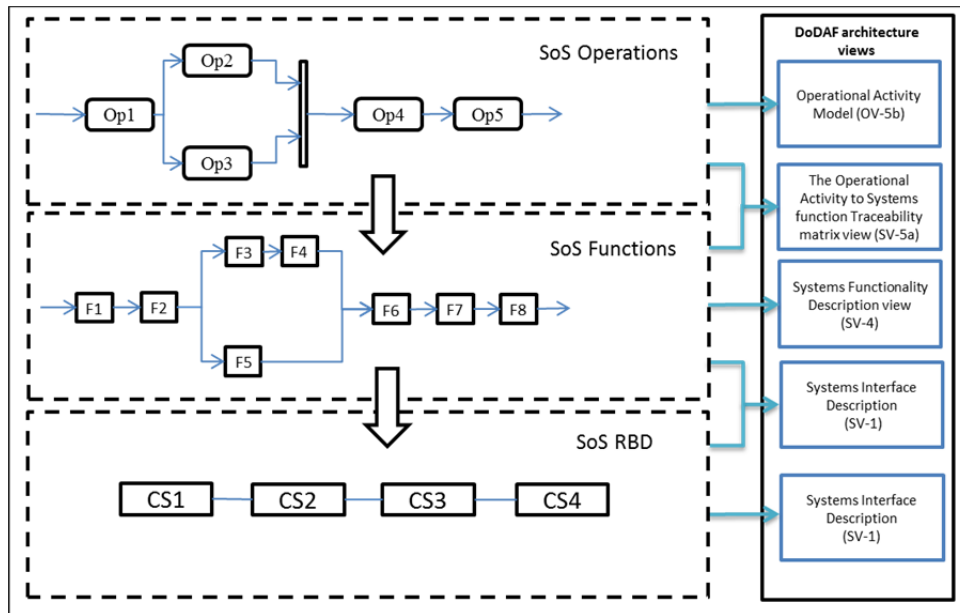 SoS Operations
Op1
Op2
Op3
Op4
Op5
SoS Functions
F1
F2
F3
F4
F5
F6
F7
F8
SoS RBD
CS1
CS2
CS3
CS4
DoDAF architecture
views
Operational Activity
Model (OV-5b)
The Operational
Activity to Systems
function Traceability
matrix view (SV-5a)
Systems Functionality
Description view
(SV-4)
Systems Interface
Description
(SV-1)
Systems Interface
Description
(SV-1)